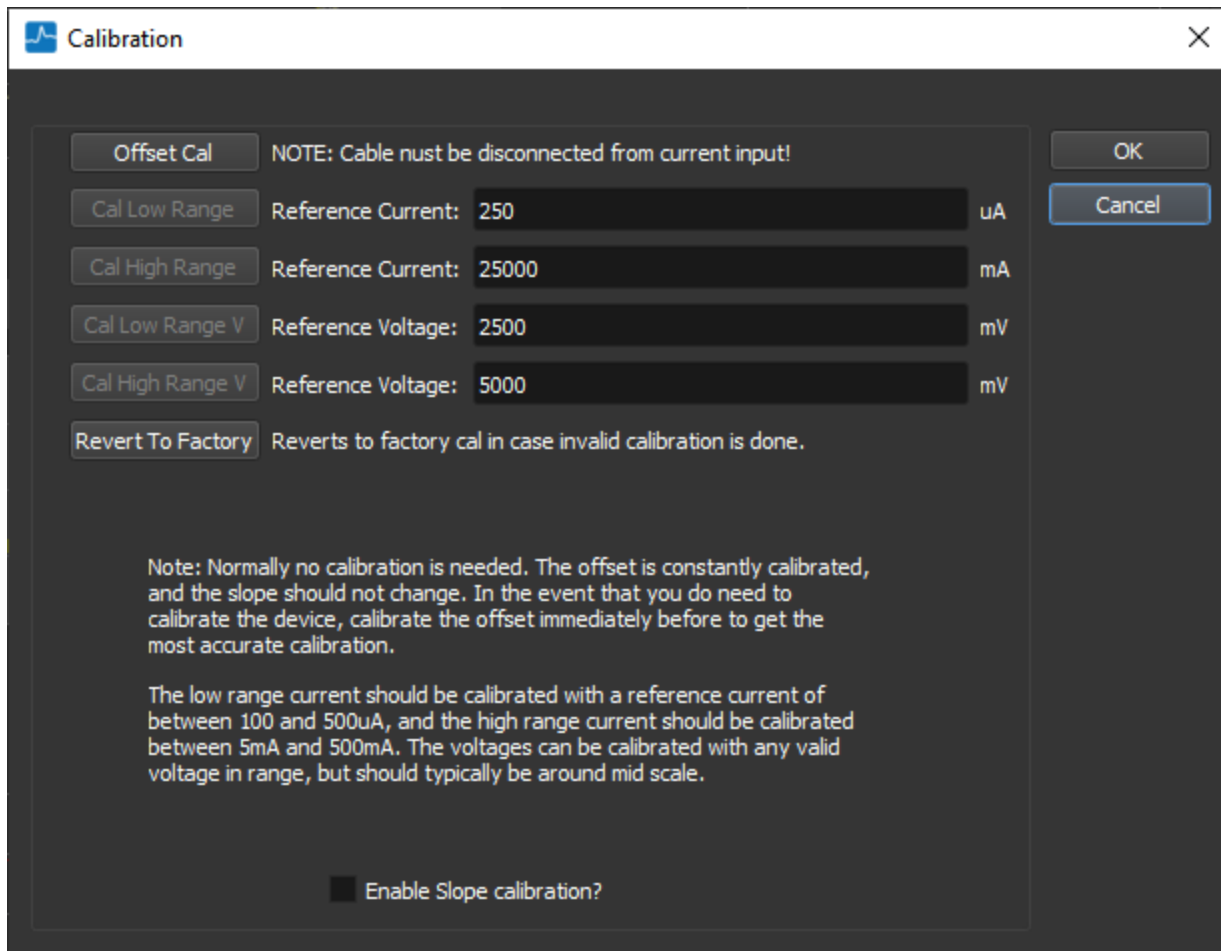 Calibration
Offset Cal NOTE: Cable nust be disconnected from current input! OK
Cal Low Range Reference Current: 250 uA Cancel
Cal High Range Reference Current: 25000 mA
Cal Low Range V Reference Voltage: 2500 mV
Cal High Range V Reference Voltage: 5000 mV
Revert To Factory Reverts to factory cal in case invalid calibration is done.
Note: Normally no calibration is needed. The offset is constantly calibrated,
and the slope should not change. In the event that you do need to
calibrate the device, calibrate the offset immediately before to get the
most accurate calibration.
The low range current should be calibrated with a reference current of
between 100 and 500uA, and the high range current should be calibrated
between 5mA and 500mA. The voltages can be calibrated with any valid
voltage in range, but should typically be around mid scale.
Enable Slope calibration?